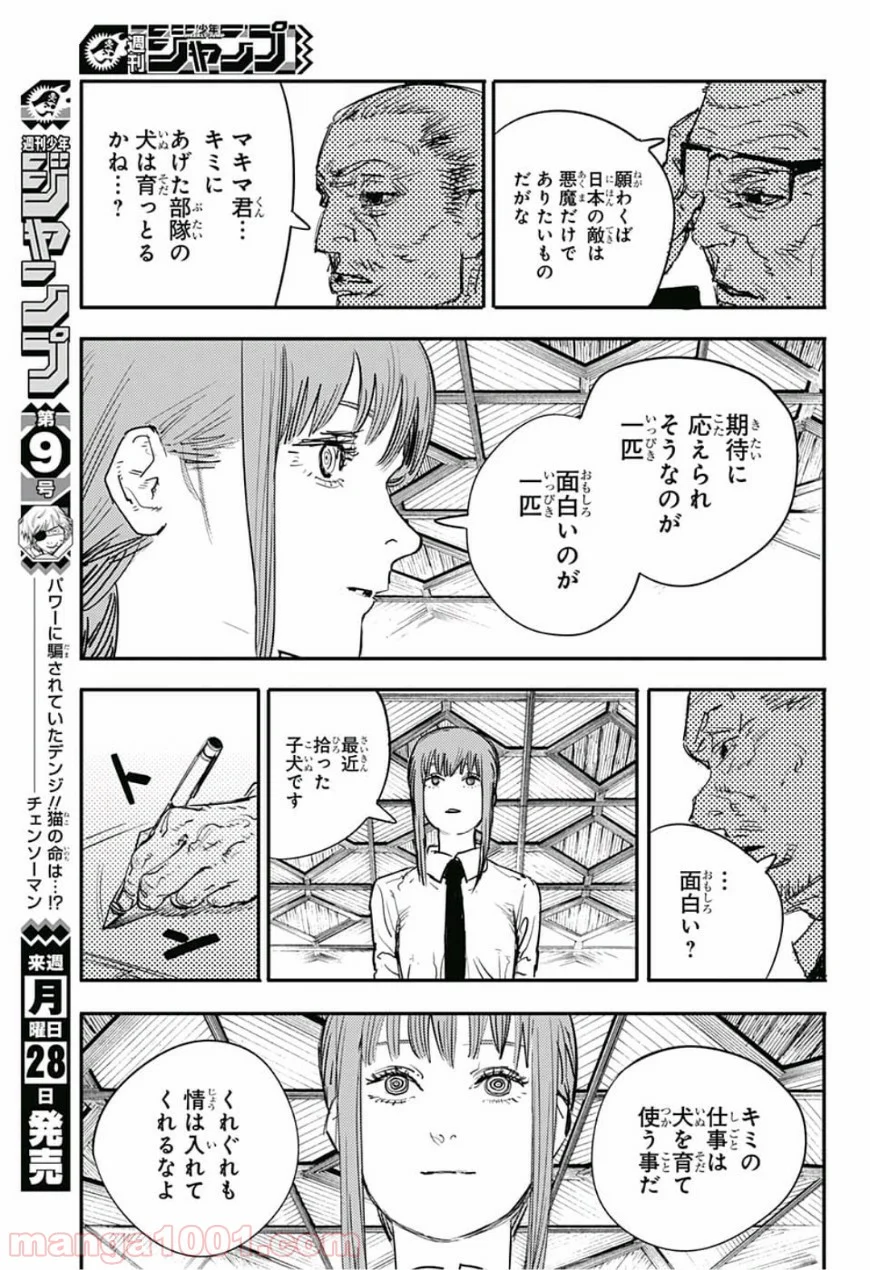 週刊少年ジャンプ
願わくば
日本の敵は
悪魔だけで
ありたいもの
だがな
マキマ君…
キミに
あげた部隊の
犬は育っとる
かね…?
期待に
応えられ
そうなのが
一匹
面白いのが
一匹
…
面白い?
最近
拾った
子犬です
トントン
キミの
仕事は
犬を育て
使う事だ
くれぐれも
情は入れて
くれるなよ
週刊少年
ジャンプ
第9号
パワーに騙されていたデンジ!!猫の命は…!?
チェンソーマン
来週
月曜日
28日
発売
manga1001.com